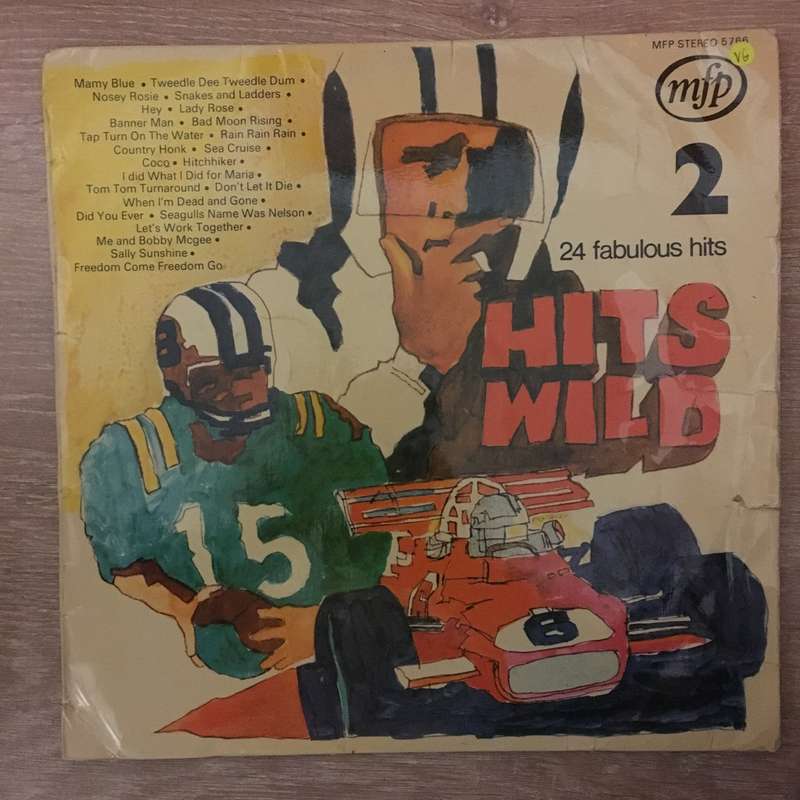 MFP STEREO 5766
VG
mfp
Mamy Blue • Tweedle Dee Tweedle Dum •
Nosey Rosie • Snakes and Ladders •
Hey • Lady Rose •
Banner Man • Bad Moon Rising •
Tap Turn On The Water • Rain Rain Rain •
Country Honk • Sea Cruise •
Coco • Hitchhiker •
I did What I Did for Maria •
Tom Tom Turnaround • Don't Let It Die •
When I'm Dead and Gone •
Did You Ever • Seagulls Name Was Nelson •
Let's Work Together •
Me and Bobby Mcgee •
Sally Sunshine •
Freedom Come Freedom Go
2
24 fabulous hits
HITS
WILD
8
15
8